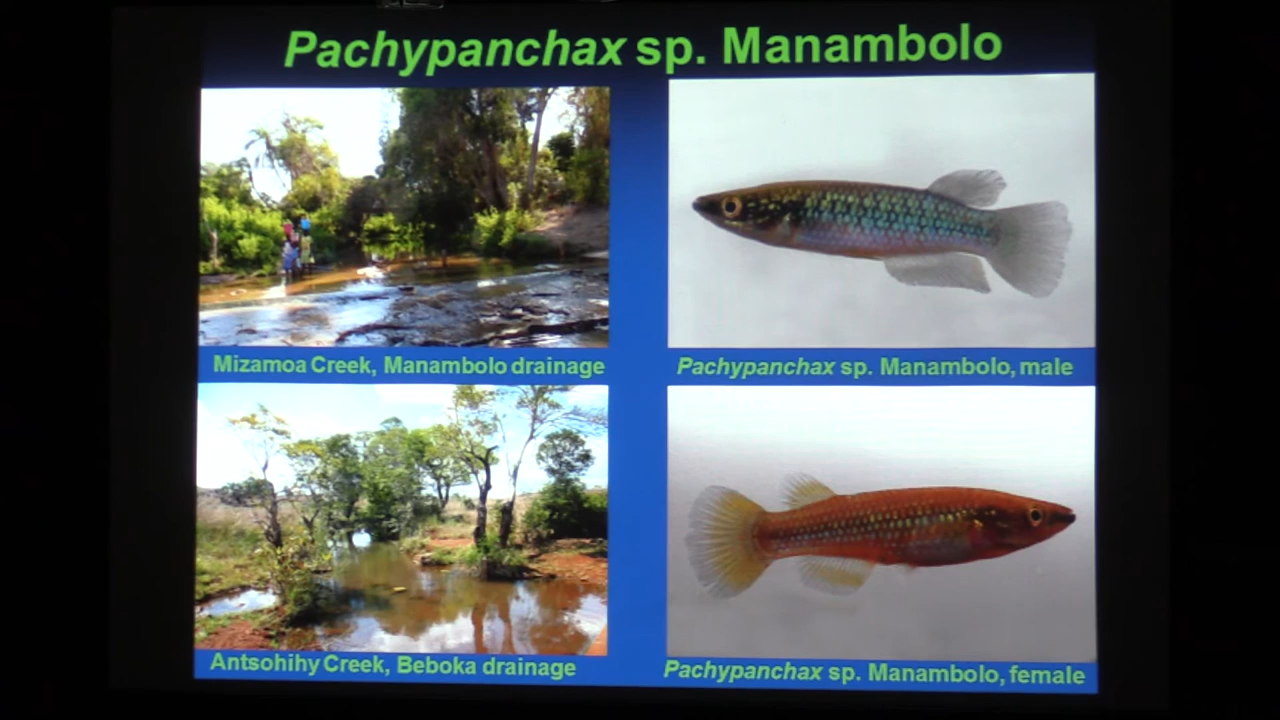 Pachypanchax sp. Manambolo
Mizamoa Creek, Manambolo drainage
Pachypanchax sp. Manambolo, male
Antsohihy Creek, Beboka drainage
Pachypanchax sp. Manambolo, female